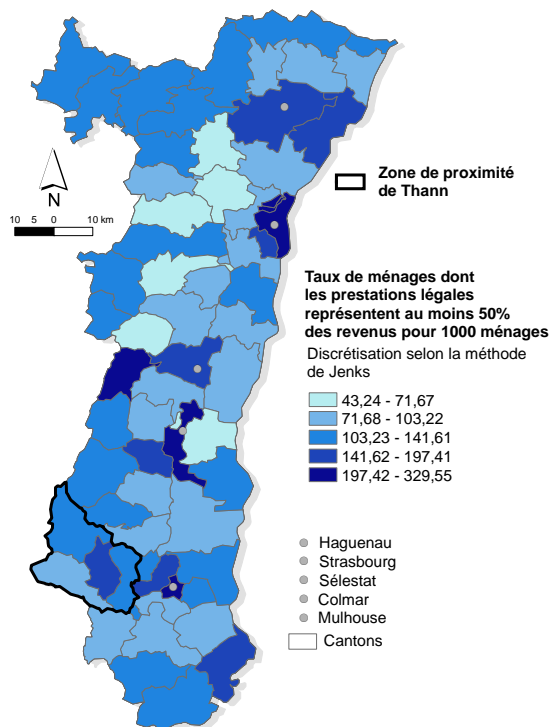 Zone de proximité
de Thann
N
10 5 0 10 km
Taux de ménages dont
les prestations légales
représentent au moins 50%
des revenus pour 1000 ménages
Discrétisation selon la méthode
de Jenks
43,24 - 71,67
71,68 - 103,22
103,23 - 141,61
141,62 - 197,41
197,42 - 329,55
Haguenau
Strasbourg
Sélestat
Colmar
Mulhouse
Cantons